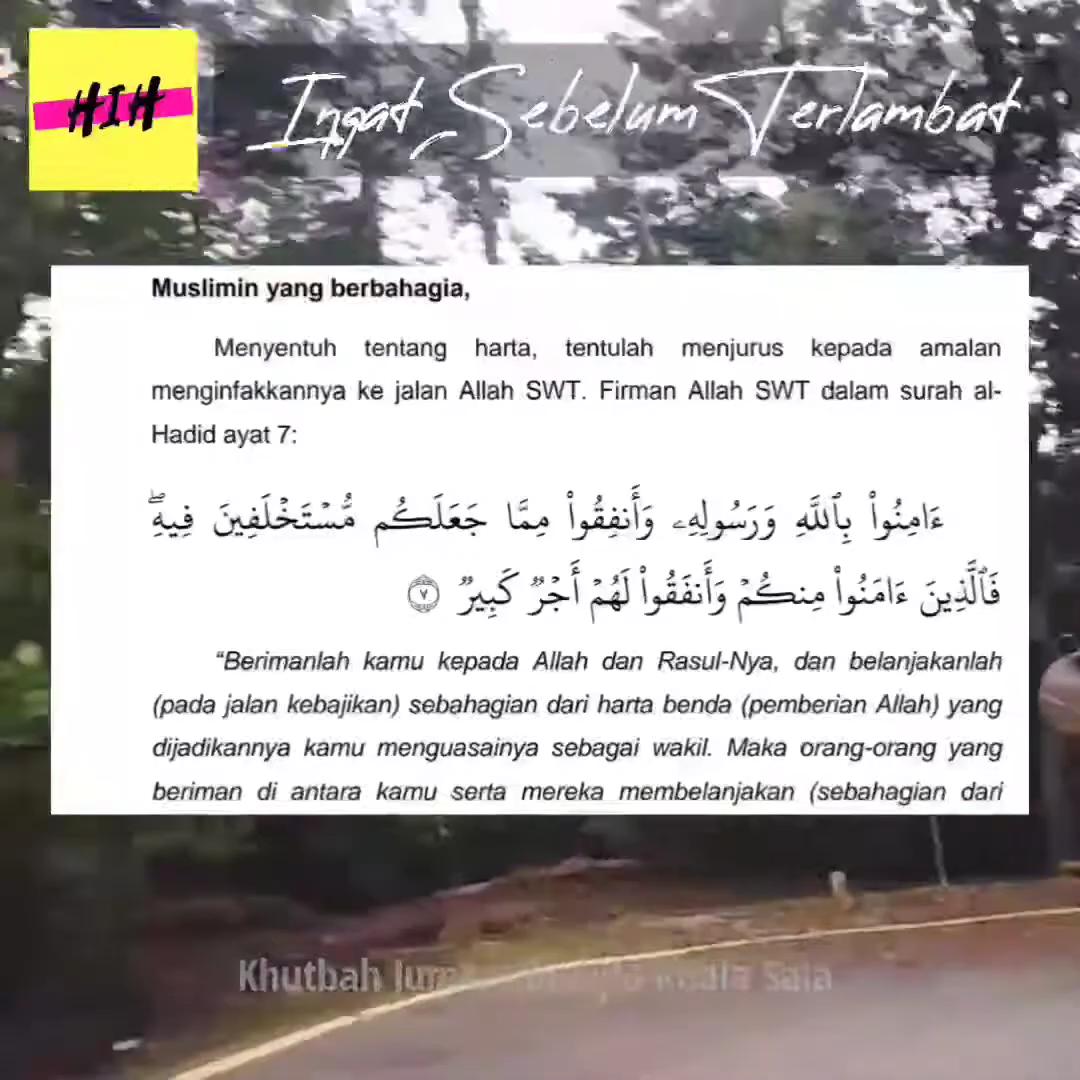 HIH
Ingat Sebelum Terlambat
Muslimin yang berbahagia,
Menyentuh tentang harta, tentulah menjurus kepada amalan
menginfakkannya ke jalan Allah SWT. Firman Allah SWT dalam surah al-
Hadid ayat 7:
ءَامِنُوا۟ بِٱللَّهِ وَرَسُولِهِۦ وَأَنفِقُوا۟ مِمَّا جَعَلَكُم مُّسْتَخْلَفِينَ فِيهِ ۖ
فَٱلَّذِينَ ءَامَنُوا۟ مِنكُمْ وَأَنفَقُوا۟ لَهُمْ أَجْرٌ كَبِيرٌ ٧
“Berimanlah kamu kepada Allah dan Rasul-Nya, dan belanjakanlah
(pada jalan kebajikan) sebahagian dari harta benda (pemberian Allah) yang
dijadikannya kamu menguasainya sebagai wakil. Maka orang-orang yang
beriman di antara kamu serta mereka membelanjakan (sebahagian dari
Khutbah